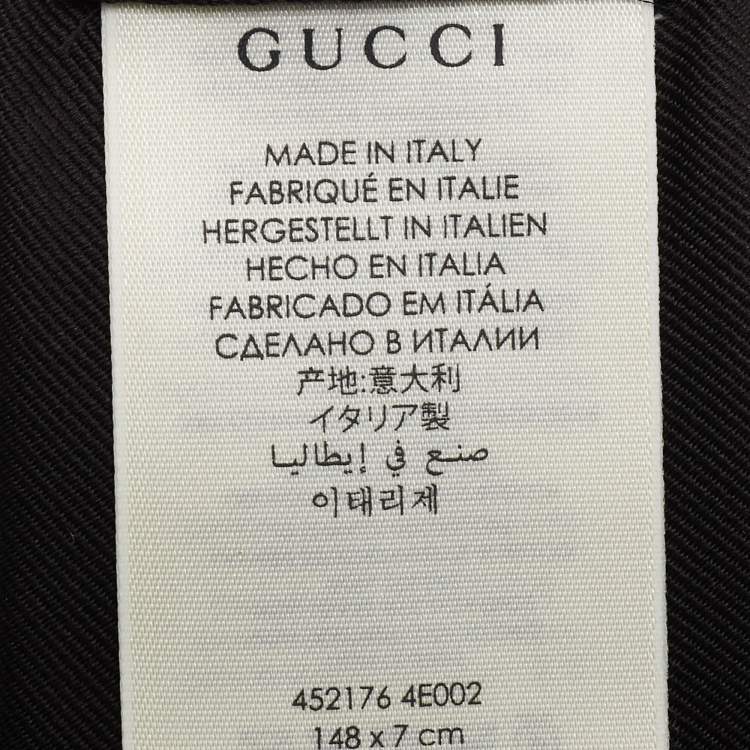 GUCCI
MADE IN ITALY
FABRIQUÉ EN ITALIE
HERGESTELLT IN ITALIEN
HECHO EN ITALIA
FABRICADO EM ITÁLIA
СДЕЛАНО В ИТАЛИИ
产地:意大利
イタリア製
صنع في إيطاليا
이태리제
452176 4E002
148 x 7 cm